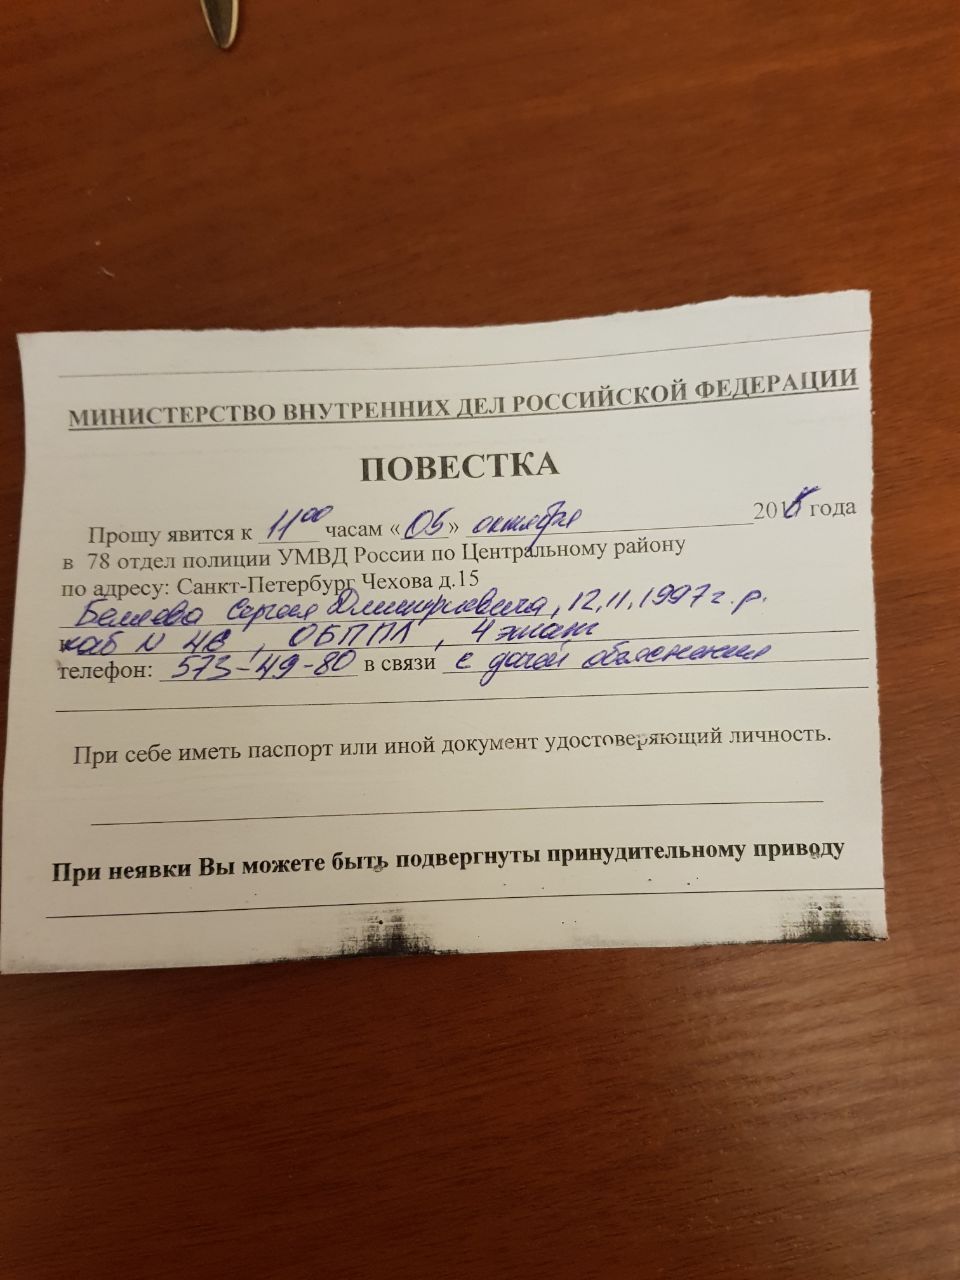 МИНИСТЕРСТВО ВНУТРЕННИХ ДЕЛ РОССИЙСКОЙ ФЕДЕРАЦИИ
ПОВЕСТКА
Прошу явится к 11⁰⁰ часам «05» октября 201 года
в 78 отдел полиции УМВД России по Центральному району
по адресу: Санкт-Петербург Чехова д.15
Сергея Дмитриевича, 12.11.1997 г.р.
каб N , ОБППЛ, 4 этаж
телефон: 573-49-80 в связи с дачей объяснения
При себе иметь паспорт или иной документ удостоверяющий личность.
При неявки Вы можете быть подвергнуты принудительному приводу